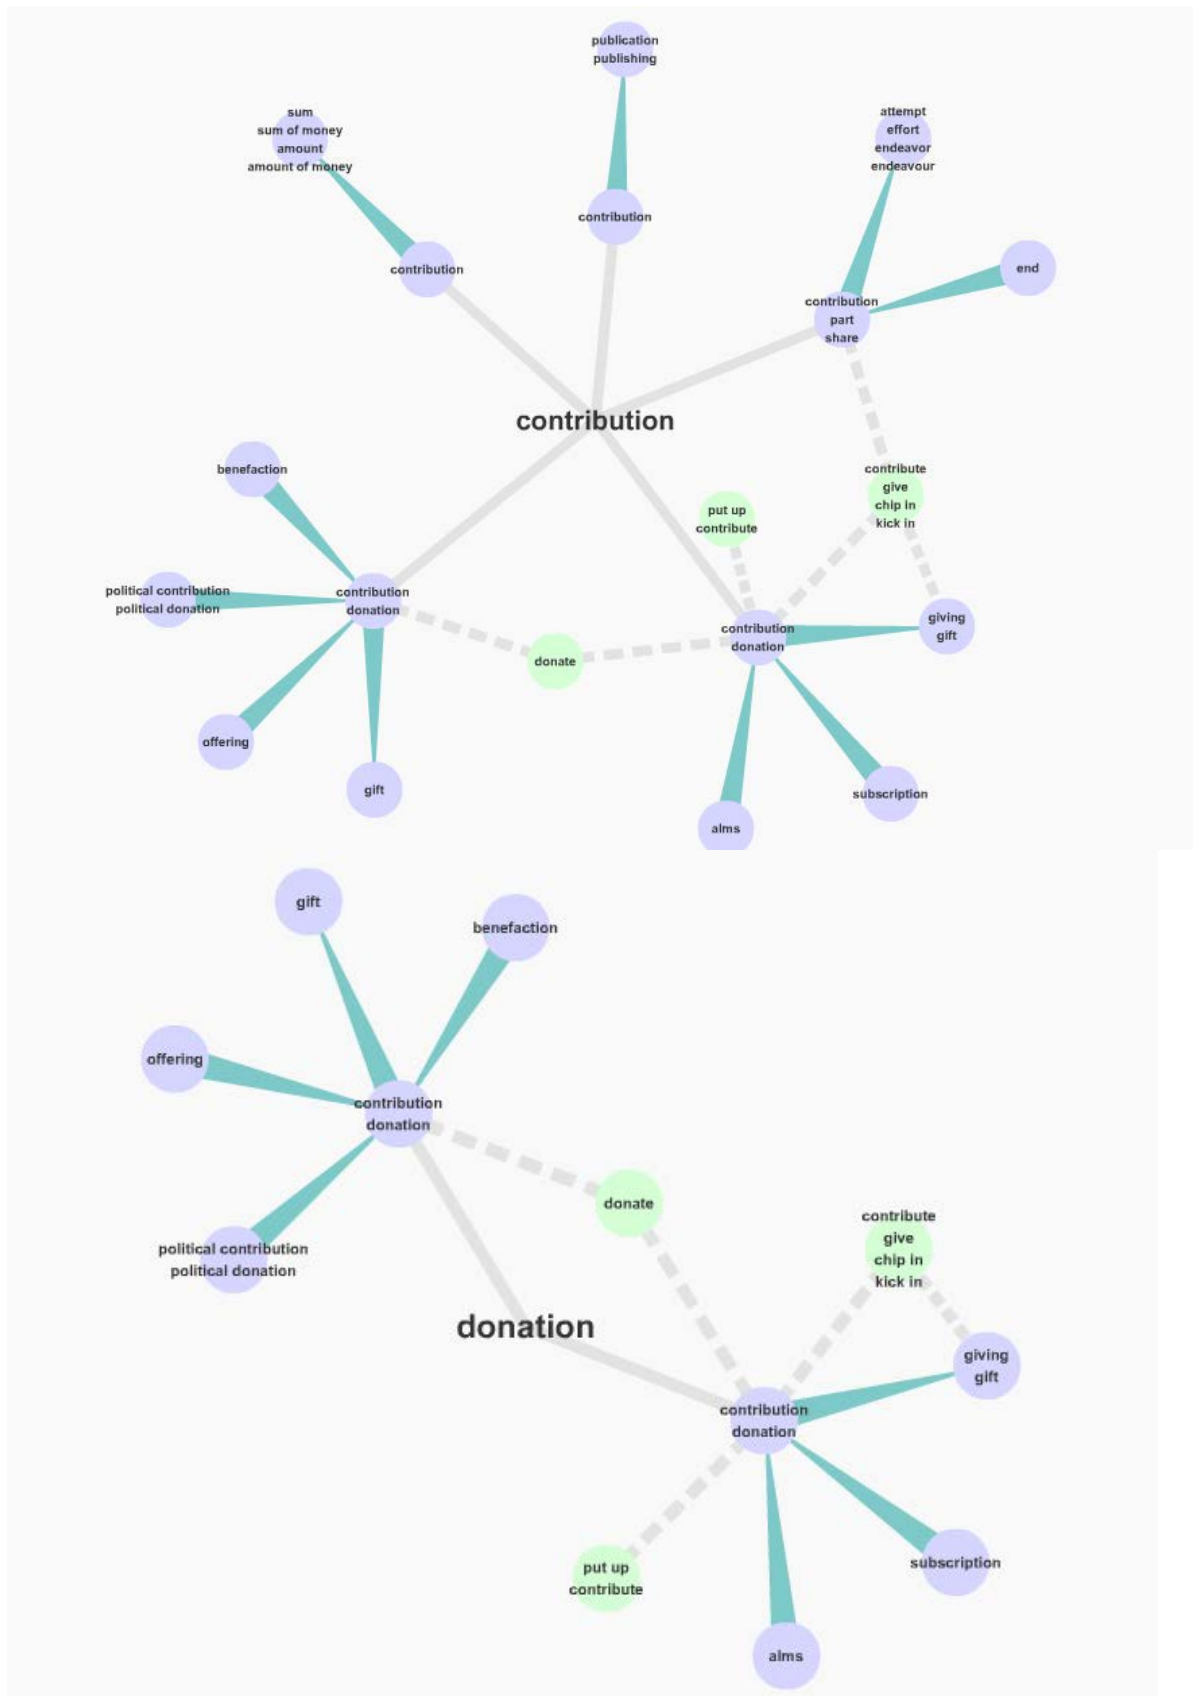 publication
publishing
sum
sum of money
amount
amount of money
attempt
effort
endeavor
endeavour
contribution
contribution
end
contribution
part
share
contribution
benefaction
contribute
give
chip in
kick in
put up
contribute
political contribution
political donation
contribution
donation
giving
gift
contribution
donation
donate
offering
gift
subscription
alms
gift
benefaction
offering
contribution
donation
donate
contribute
give
chip in
kick in
political contribution
political donation
donation
giving
gift
contribution
donation
subscription
put up
contribute
alms